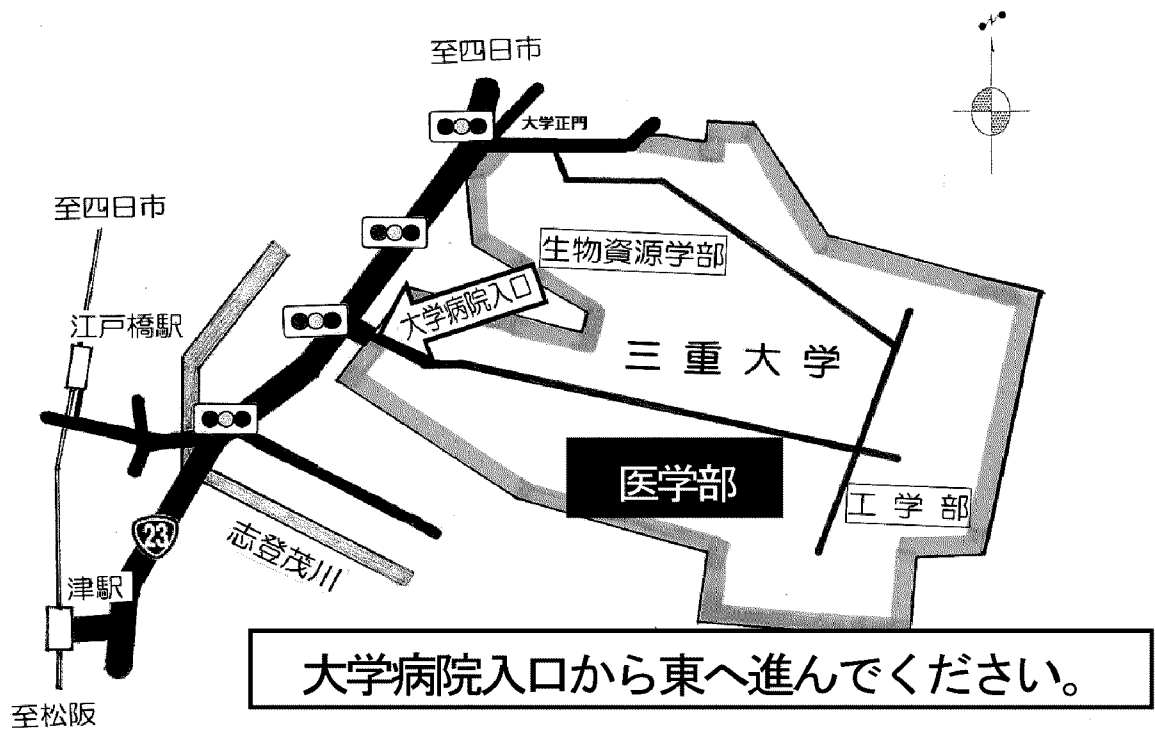 至四日市
大学正門
至四日市
生物資源学部
大学病院入口
江戸橋駅
三重大学
医学部
工学部
23
志登茂川
津駅
大学病院入口から東へ進んでください。
至松阪